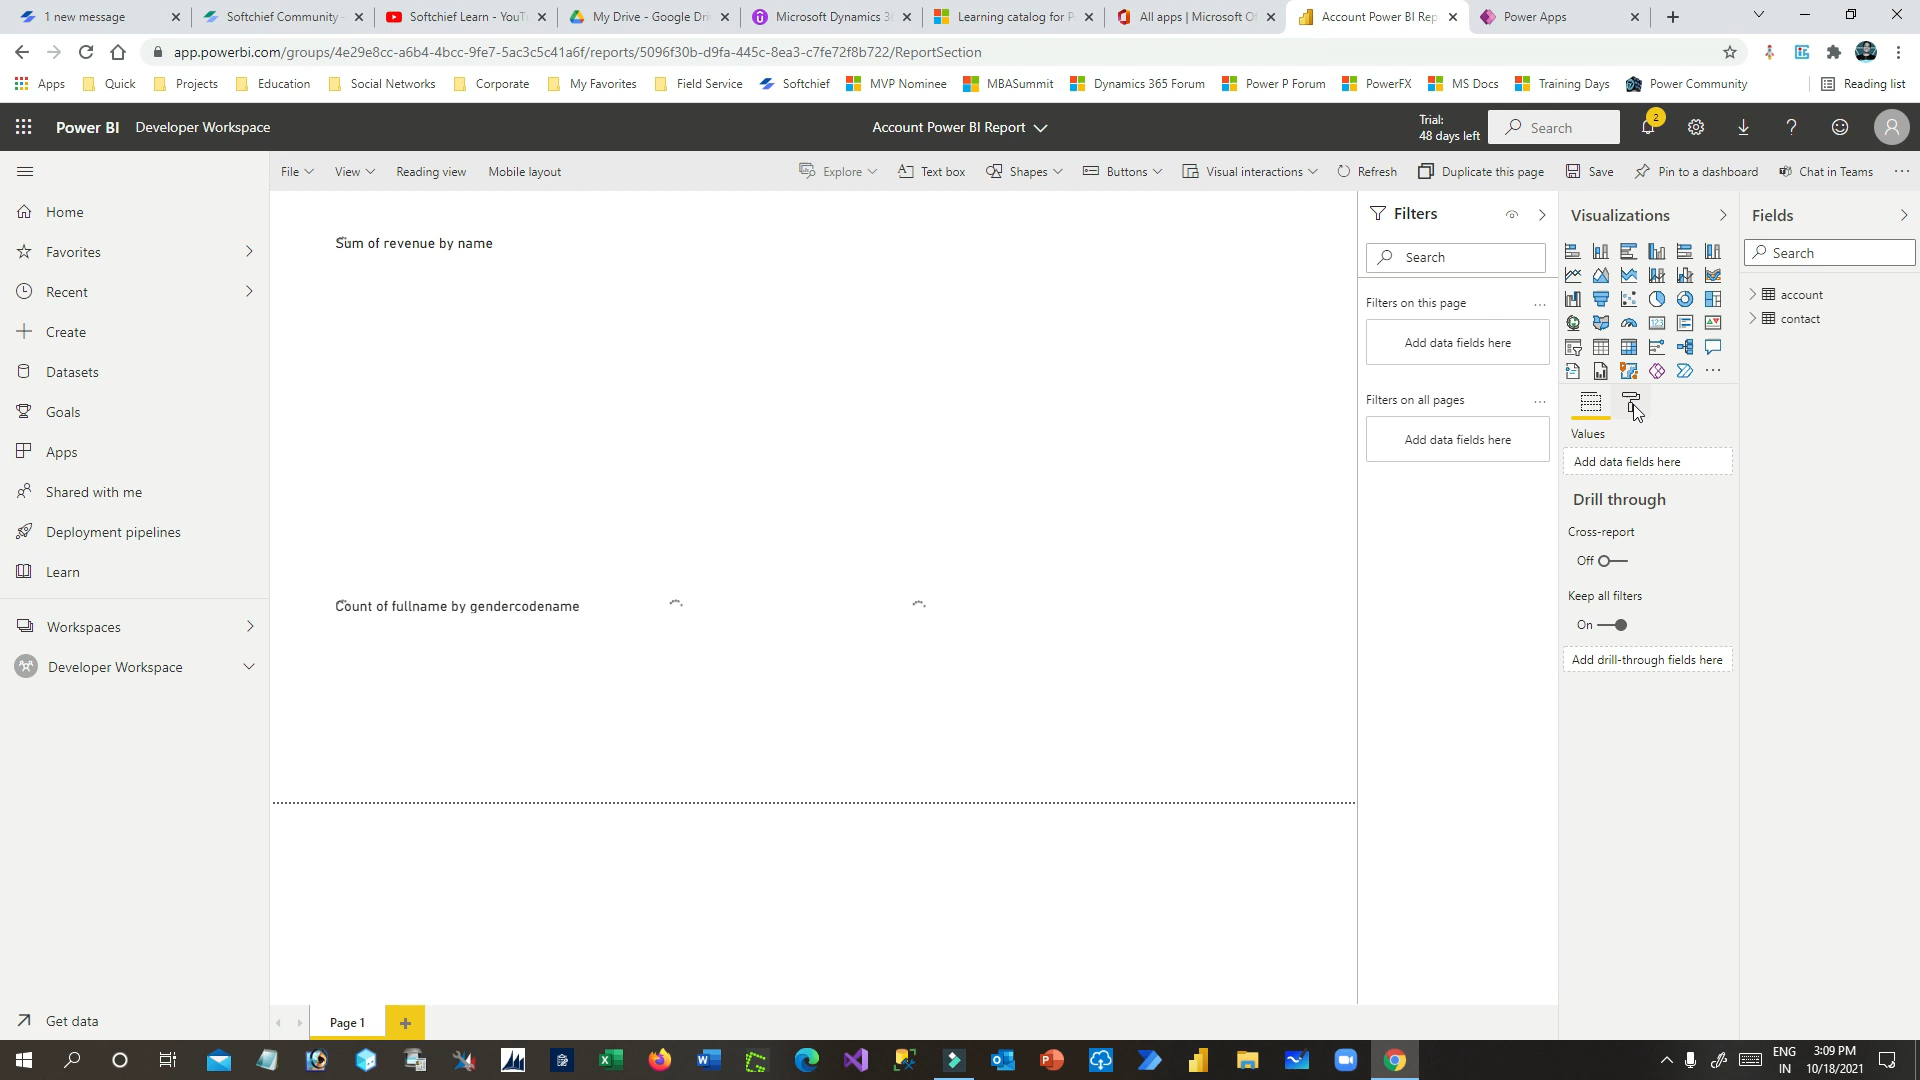 1 new message
Softchief Community
Softchief Learn - YouT
My Drive - Google Dri
Microsoft Dynamics 3
Learning catalog for P
All apps | Microsoft O
Account Power BI Rep
Power Apps
app.powerbi.com/groups/4e29e8cc-a6b4-4bcc-9fe7-5ac3c5c41a6f/reports/5096f30b-d9fa-445c-8ea3-c7fe72f8b722/ReportSection
Apps
Quick
Projects
Education
Social Networks
Corporate
My Favorites
Field Service
Softchief
MVP Nominee
MBASummit
Dynamics 365 Forum
Power P Forum
PowerFX
MS Docs
Training Days
Power Community
Reading list
Power BI
Developer Workspace
Account Power BI Report
Trial:
48 days left
Search
2
File
View
Reading view
Mobile layout
Explore
Text box
Shapes
Buttons
Visual interactions
Refresh
Duplicate this page
Save
Pin to a dashboard
Chat in Teams
Home
Favorites
Recent
Create
Datasets
Goals
Apps
Shared with me
Deployment pipelines
Learn
Workspaces
Developer Workspace
Get data
Sum of revenue by name
Count of fullname by gendercodename
Page 1
Filters
Search
Filters on this page
Add data fields here
Filters on all pages
Add data fields here
Visualizations
Values
Add data fields here
Drill through
Cross-report
Off
Keep all filters
On
Add drill-through fields here
Fields
Search
account
contact
ENG
IN
3:09 PM
10/18/2021